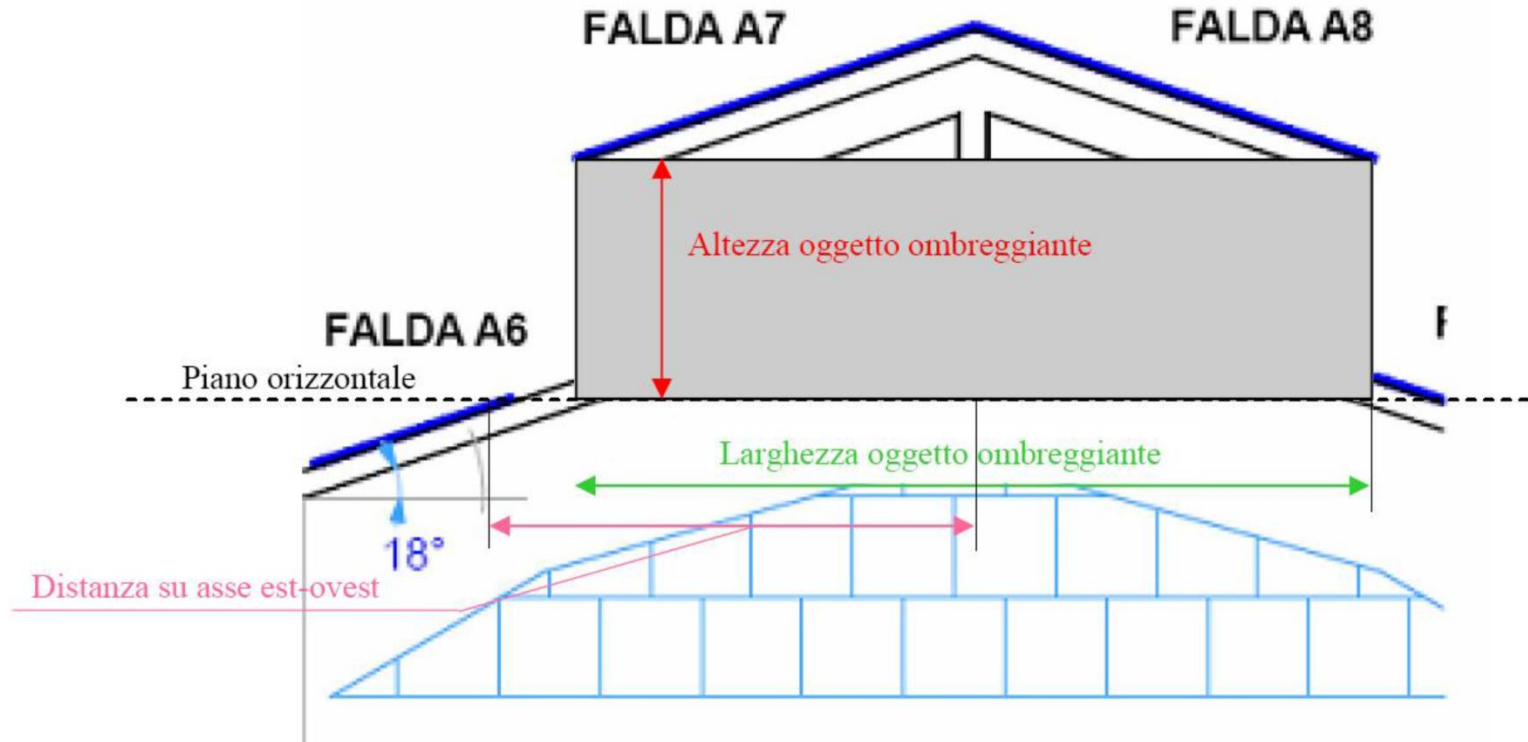 FALDA A7
FALDA A8
Altezza oggetto ombreggiante
FALDA A6
Piano orizzontale
Larghezza oggetto ombreggiante
18°
Distanza su asse est-ovest